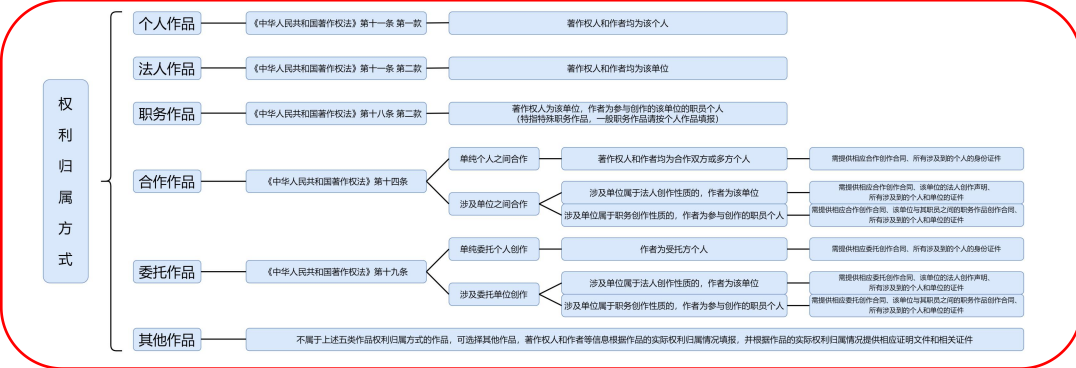 权利归属方式
个人作品
《中华人民共和国著作权法》第十一条 第一款
著作权人和作者均为该个人
法人作品
《中华人民共和国著作权法》第十一条 第二款
著作权人和作者均为该单位
职务作品
《中华人民共和国著作权法》第十八条 第二款
著作权人为该单位，作者为参与创作的该单位的职员个人
（特指特殊职务作品，一般职务作品请按个人作品填报）
合作作品
《中华人民共和国著作权法》第十四条
单纯个人之间合作
著作权人和作者均为合作双方或多方个人
需提供相应合作创作合同、所有涉及到的个人的身份证件
涉及单位之间合作
涉及单位属于法人创作性质的，作者为该单位
需提供相应合作创作合同、该单位的法人创作声明、
所有涉及到的个人和单位的证件
涉及单位属于职务创作性质的，作者为参与创作的职员个人
需提供相应合作创作合同、该单位与其职员之间的职务作品创作合同、
所有涉及到的个人和单位的证件
委托作品
《中华人民共和国著作权法》第十九条
单纯委托个人创作
作者为受托方个人
需提供相应委托创作合同、所有涉及到的个人的身份证件
涉及委托单位创作
涉及单位属于法人创作性质的、作者为该单位
需提供相应委托创作合同、该单位的法人创作声明、
所有涉及到的个人和单位的证件
涉及单位属于职务创作性质的，作者为参与创作的职员个人
需提供相应委托创作合同、该单位与其职员之间的职务作品创作合同、
所有涉及到的个人和单位的证件
其他作品
不属于上述五类作品权利归属方式的作品，可选择其他作品，著作权人和作者等信息根据作品的实际权利归属情况填报，并根据作品的实际权利归属情况提供相应证明文件和相关证件